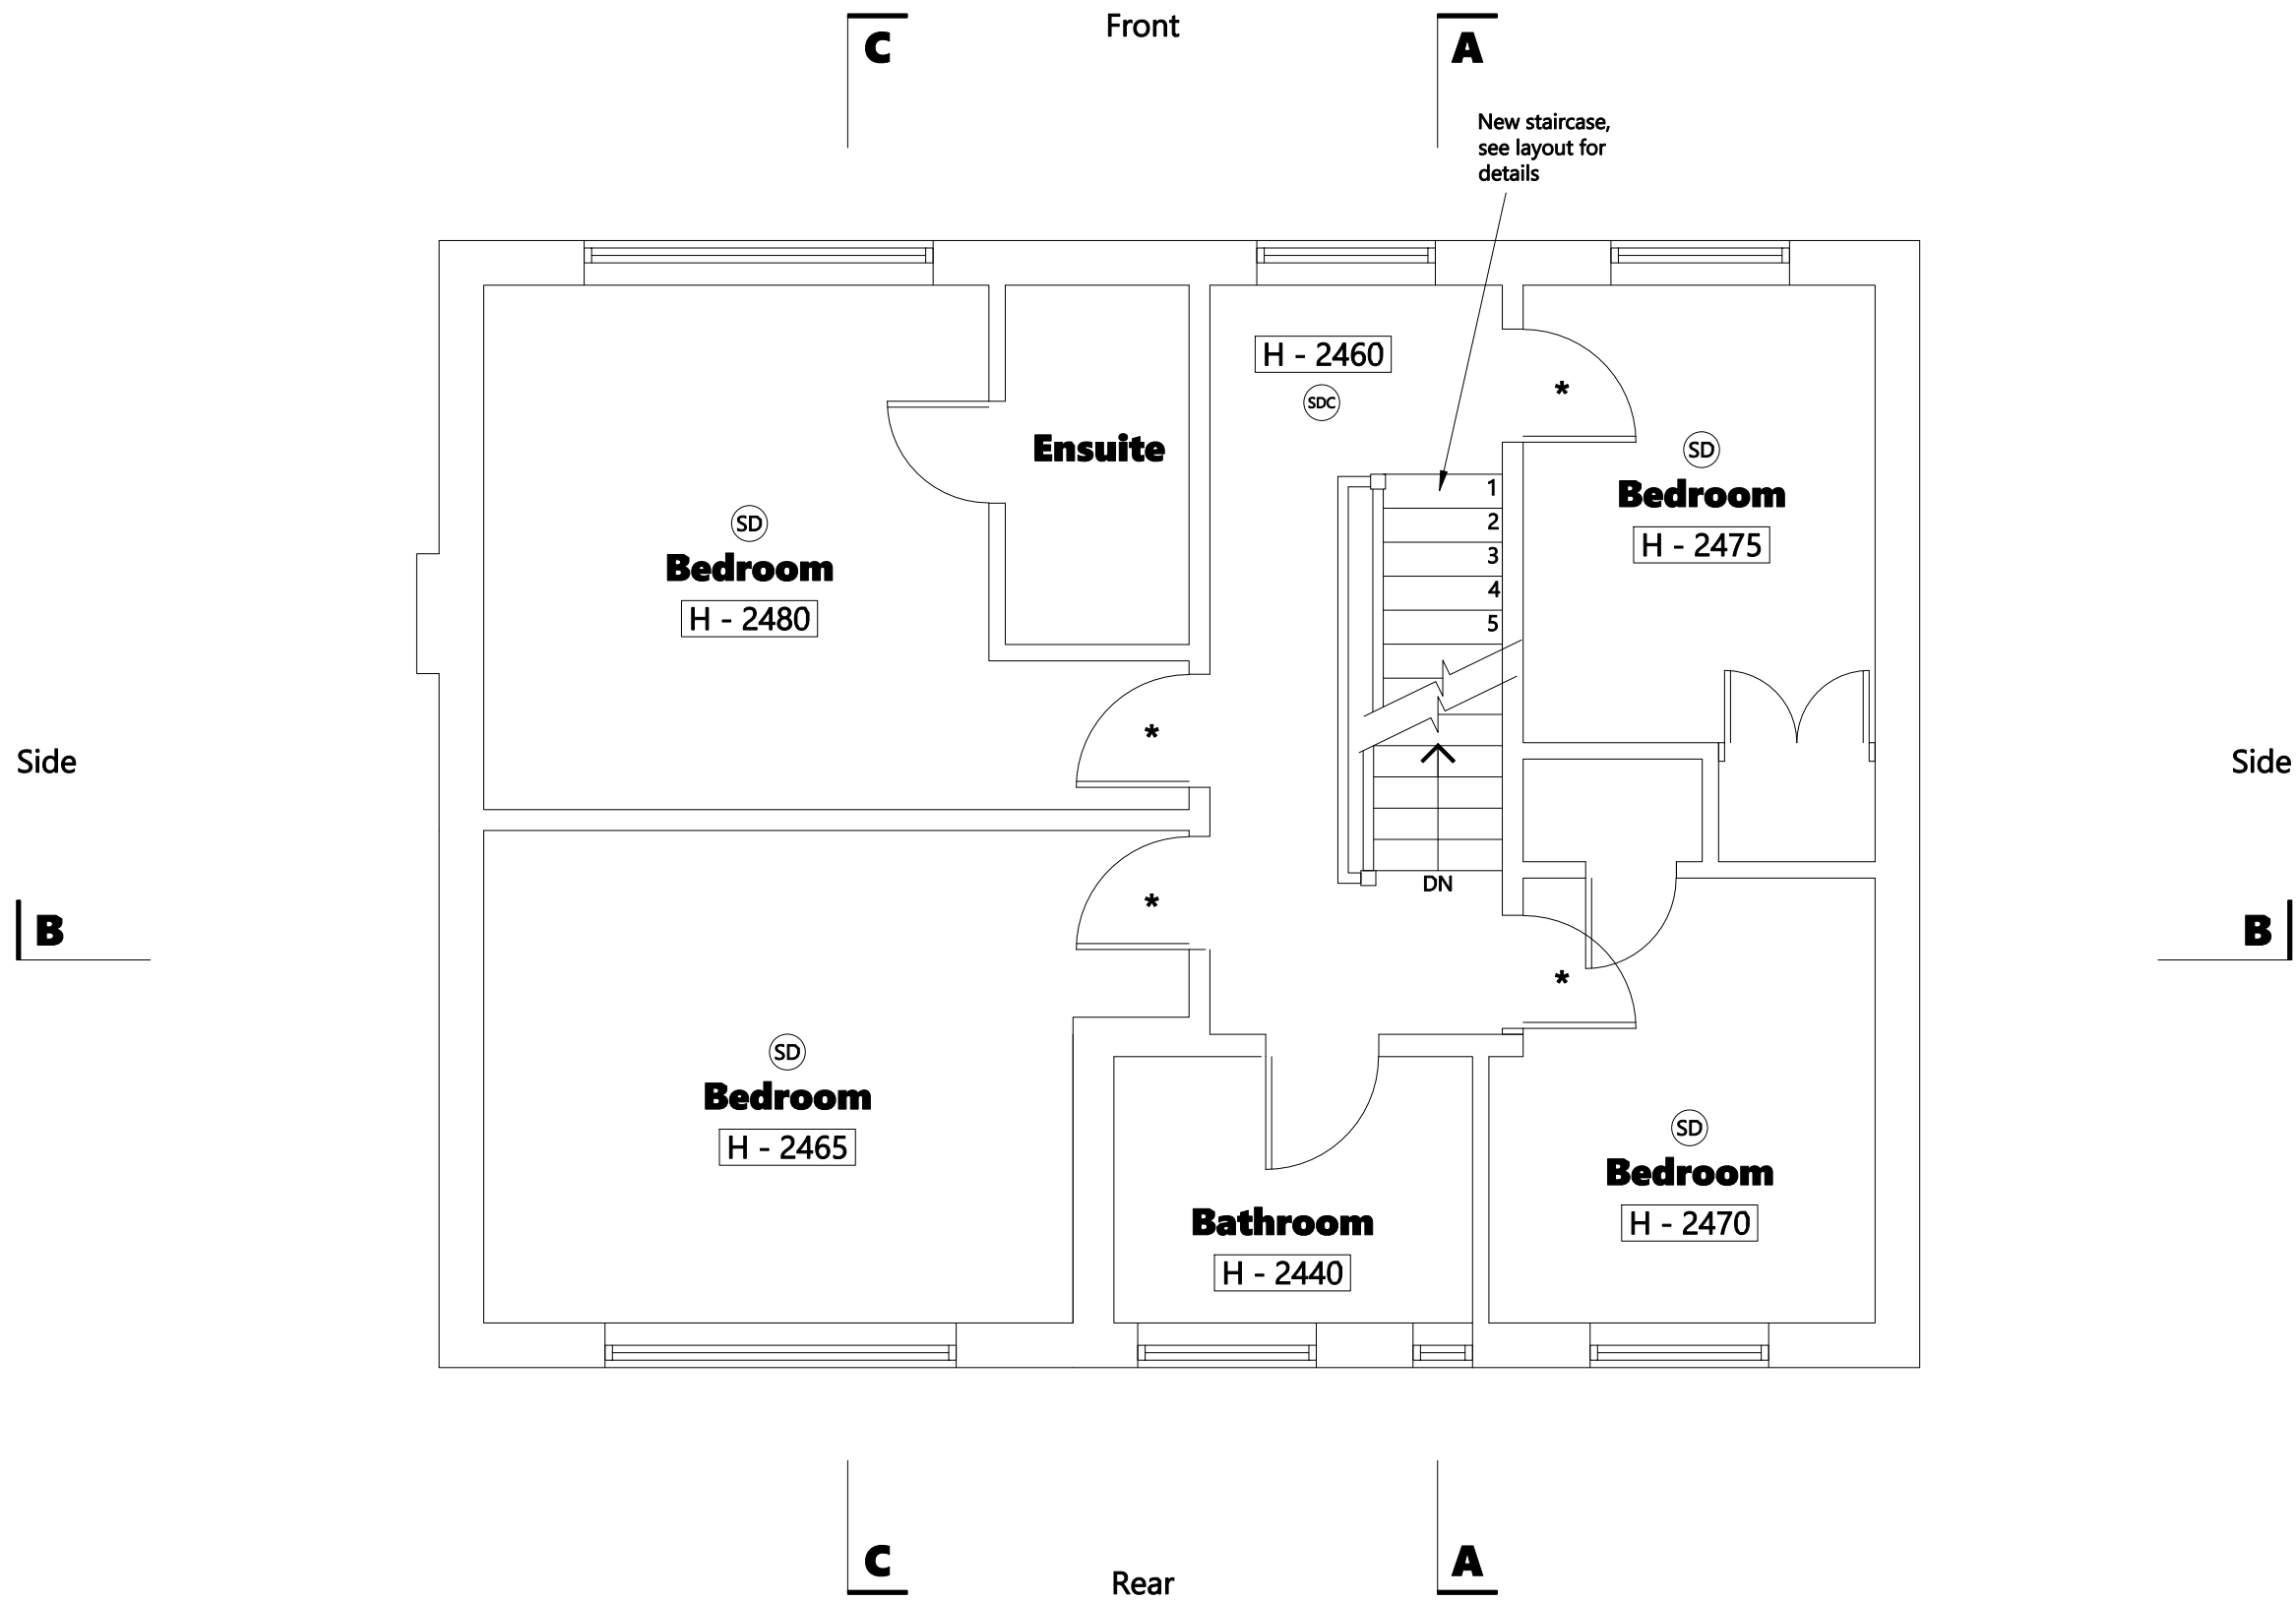 Front
C
A
New staircase,
see layout for
details
H - 2460
SDC
*
Ensuite
SD
Bedroom
H - 2475
1
2
3
4
5
SD
Bedroom
H - 2480
*
Side
Side
DN
*
B
B
*
SD
Bedroom
H - 2465
SD
Bedroom
H - 2470
Bathroom
H - 2440
C
A
Rear